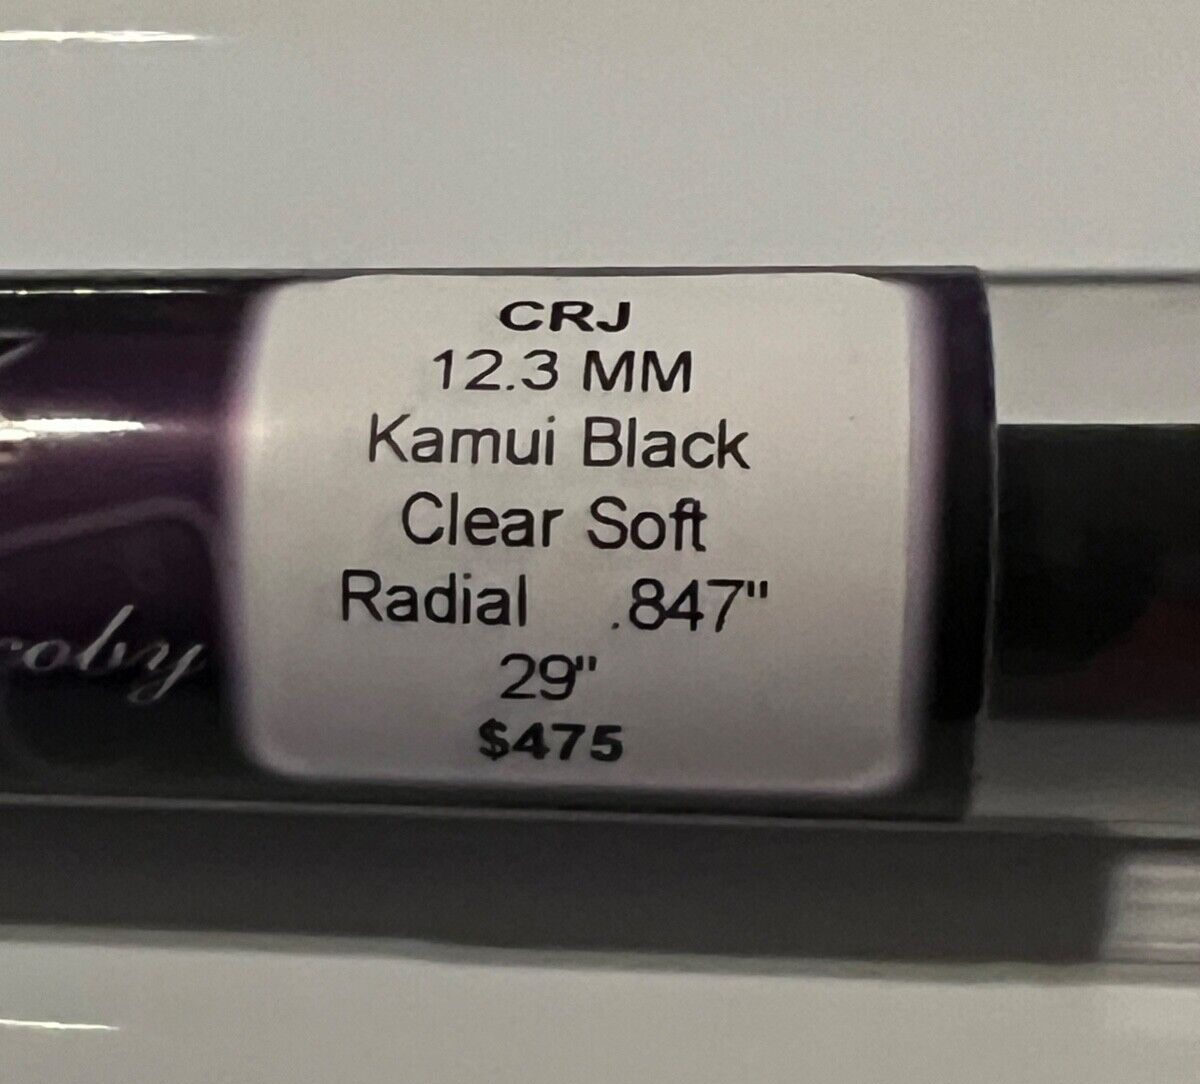 CRJ
12.3 MM
Kamui Black
Clear Soft
Radial .847"
29"
$475